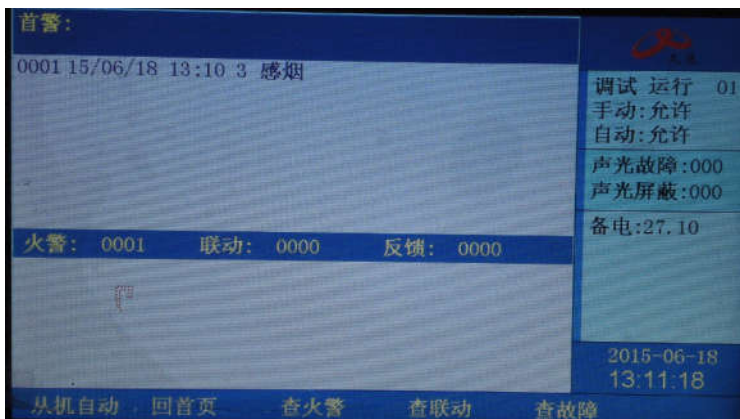 首警:
0001 15/06/18 13:10 3 感烟
调试 运行 01
手动:允许
自动:允许
声光故障:000
声光屏蔽:000
备电:27.10
火警: 0001 联动: 0000 反馈: 0000
2015-06-18
13:11:18
从机自动 回首页 查火警 查联动 查故障